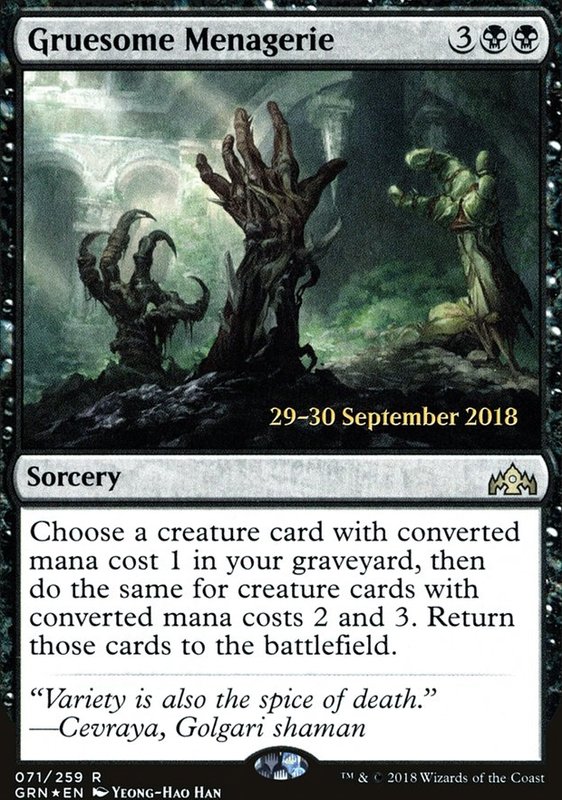 Gruesome Menagerie 3
29–30 September 2018
Sorcery
Choose a creature card with converted
mana cost 1 in your graveyard, then
do the same for creature cards with
converted mana costs 2 and 3. Return
those cards to the battlefield.
“Variety is also the spice of death.”
—Cevraya, Golgari shaman
071/259 R
GRN★EN Yeong-Hao Han
™ & © 2018 Wizards of the Coast